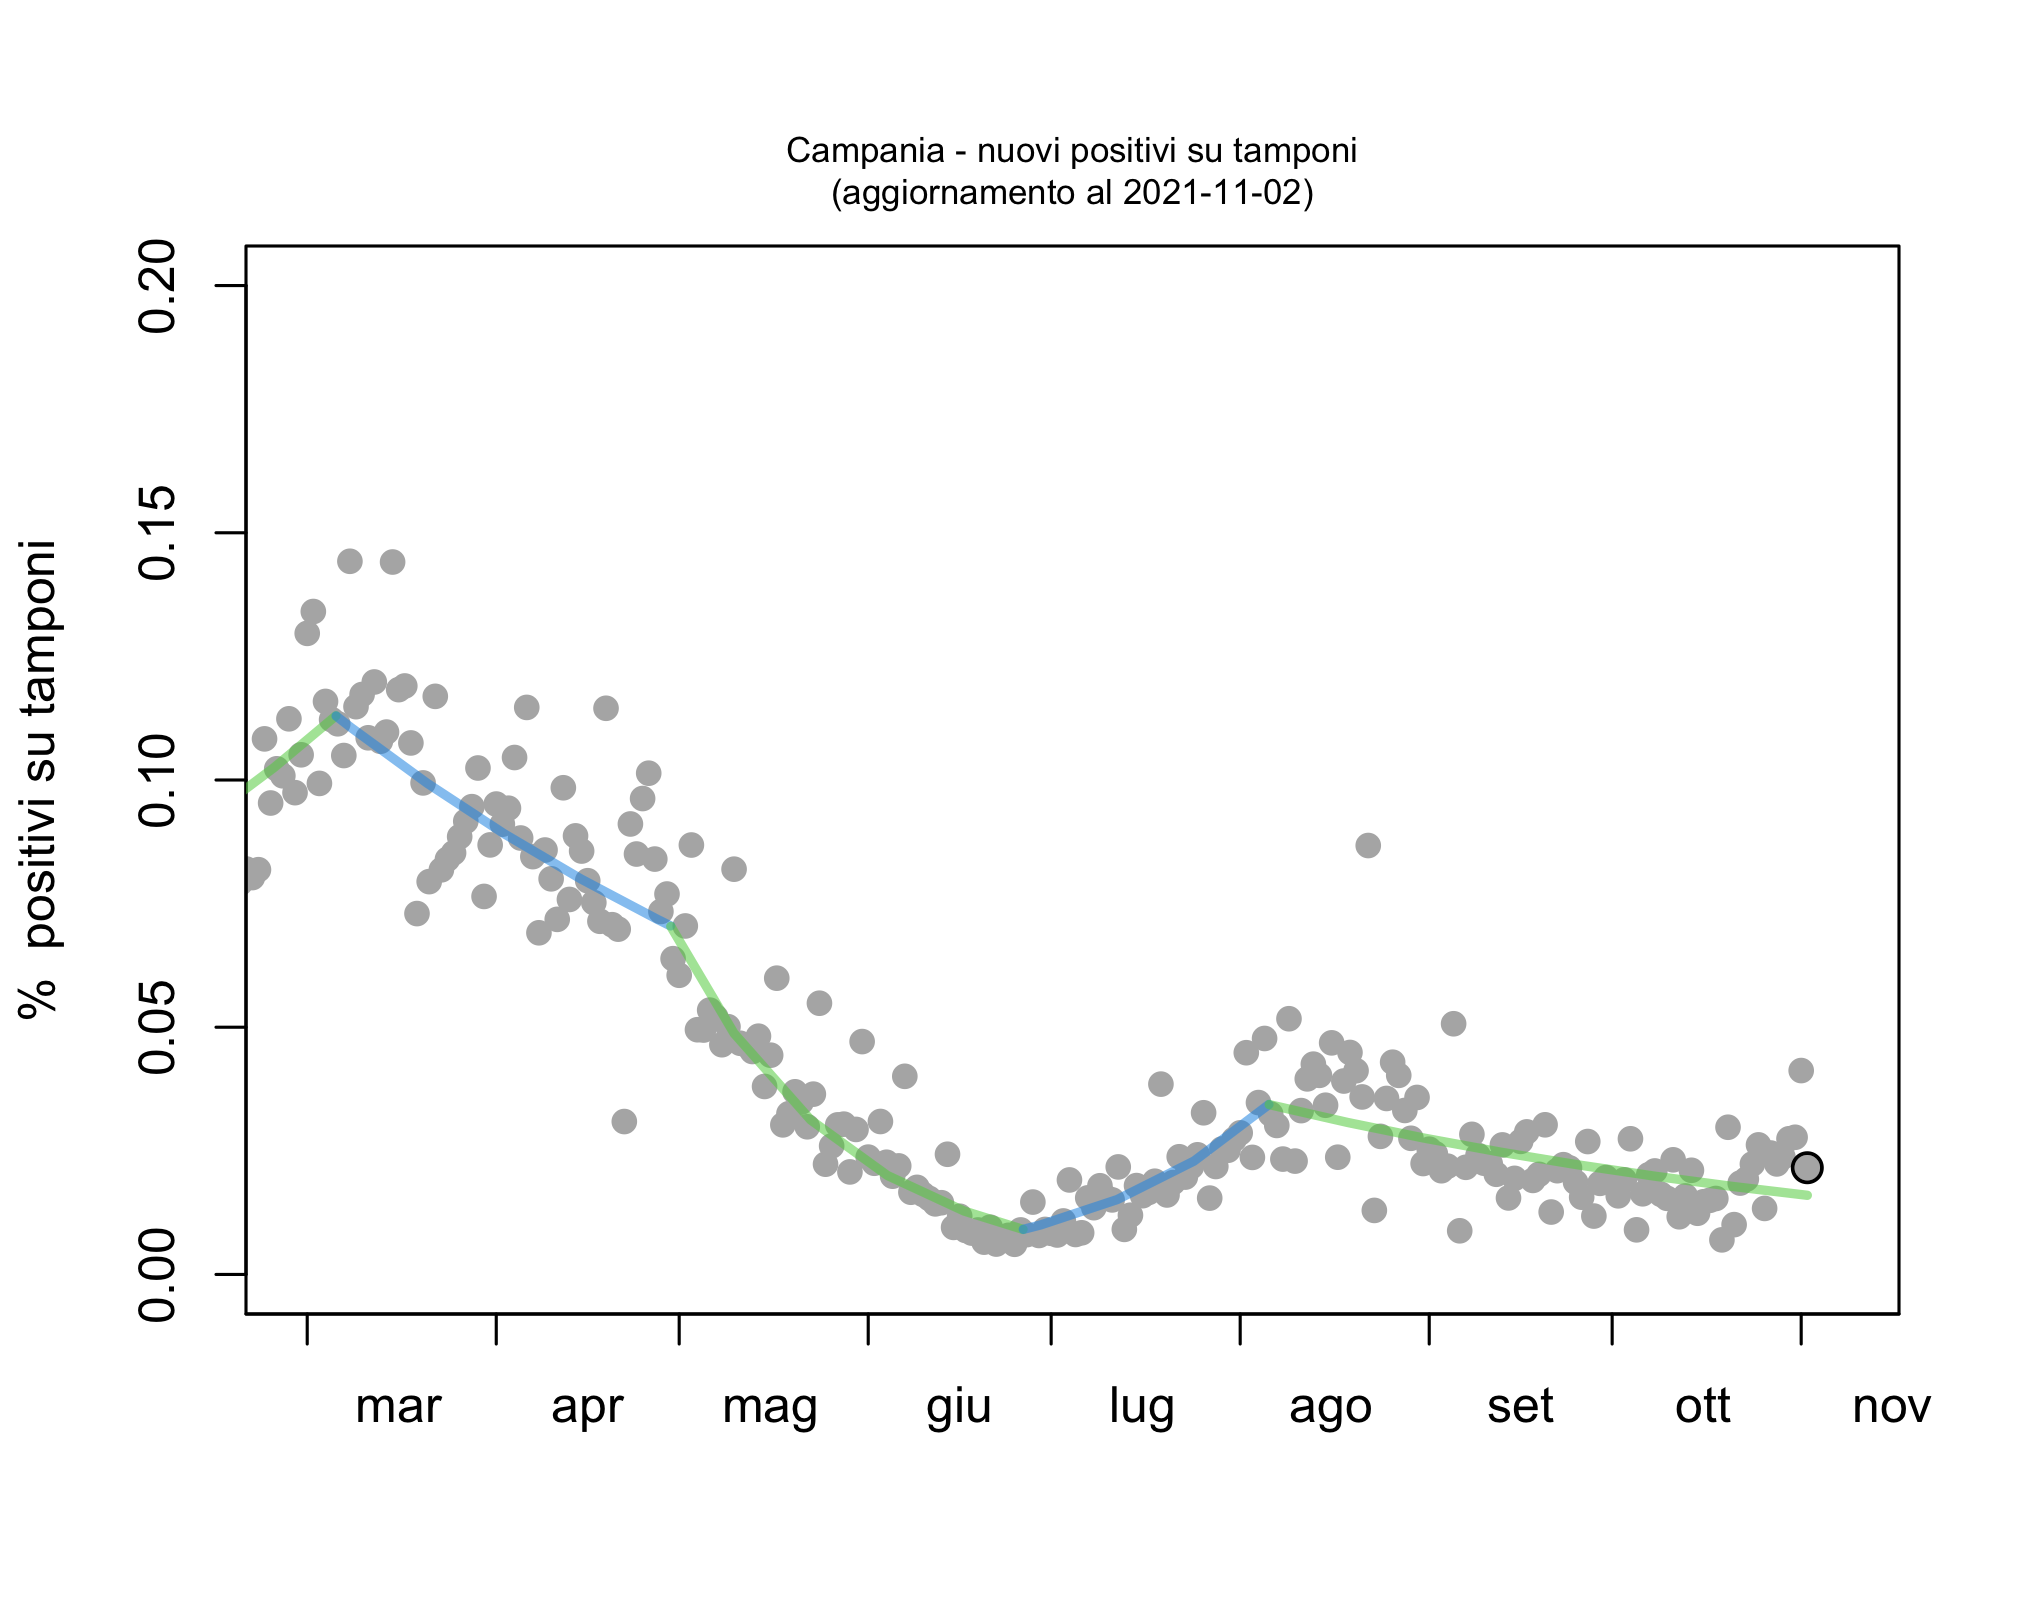 Campania - nuovi positivi su tamponi
(aggiornamento al 2021-11-02)
% positivi su tamponi
0.20
0.15
0.10
0.05
0.00
mar apr mag giu lug ago set ott nov